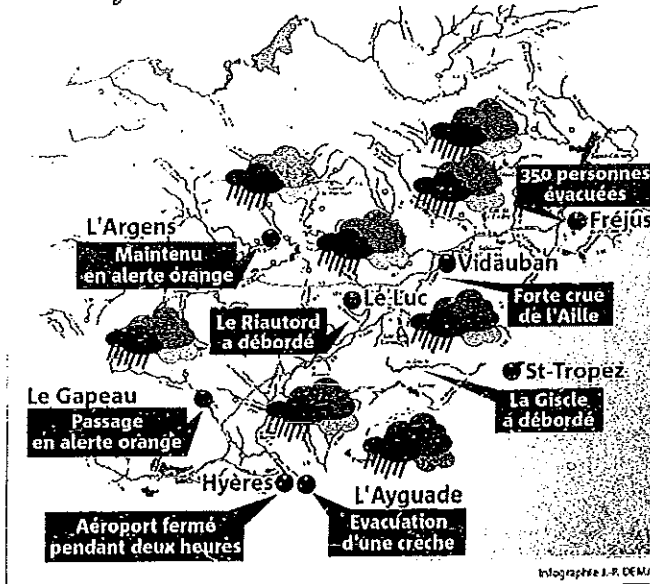 350 personnes
évacuées
Fréjus
L'Argens
Maintenu
en alerte orange
Vidauban
Le Luc
Forte crue
de l'Aille
Le Riautord
a débordé
St-Tropez
La Giscle
a débordé
Le Gapeau
Passage
en alerte orange
Hyères
L'Ayguade
Aéroport fermé
pendant deux heures
Evacuation
d'une crèche
Infographie J.-P.